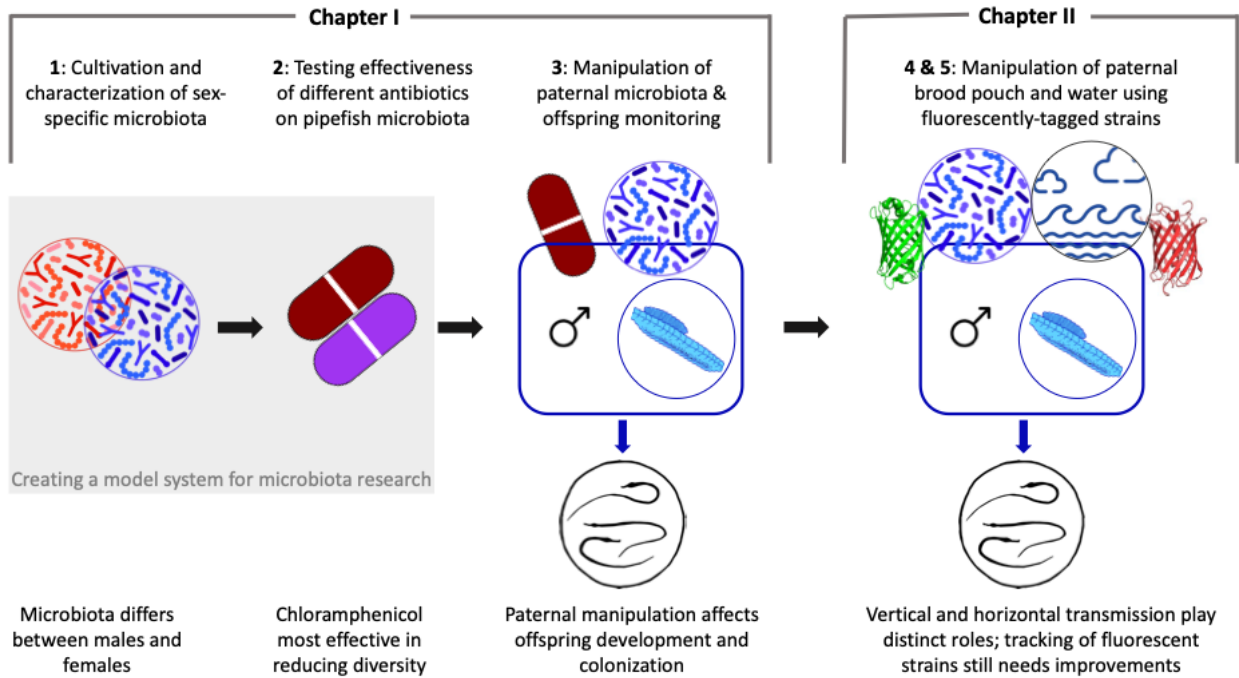 Chapter I
Chapter II
1: Cultivation and
characterization of sex-
specific microbiota
2: Testing effectiveness
of different antibiotics
on pipefish microbiota
3: Manipulation of
paternal microbiota &
offspring monitoring
4 & 5: Manipulation of paternal
brood pouch and water using
fluorescently-tagged strains
Creating a model system for microbiota research
Microbiota differs
between males and
females
Chloramphenicol
most effective in
reducing diversity
Paternal manipulation affects
offspring development and
colonization
Vertical and horizontal transmission play
distinct roles; tracking of fluorescent
strains still needs improvements